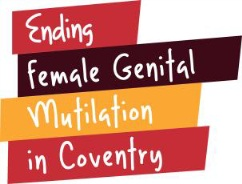 Ending
Female Genital
Mutilation
in Coventry